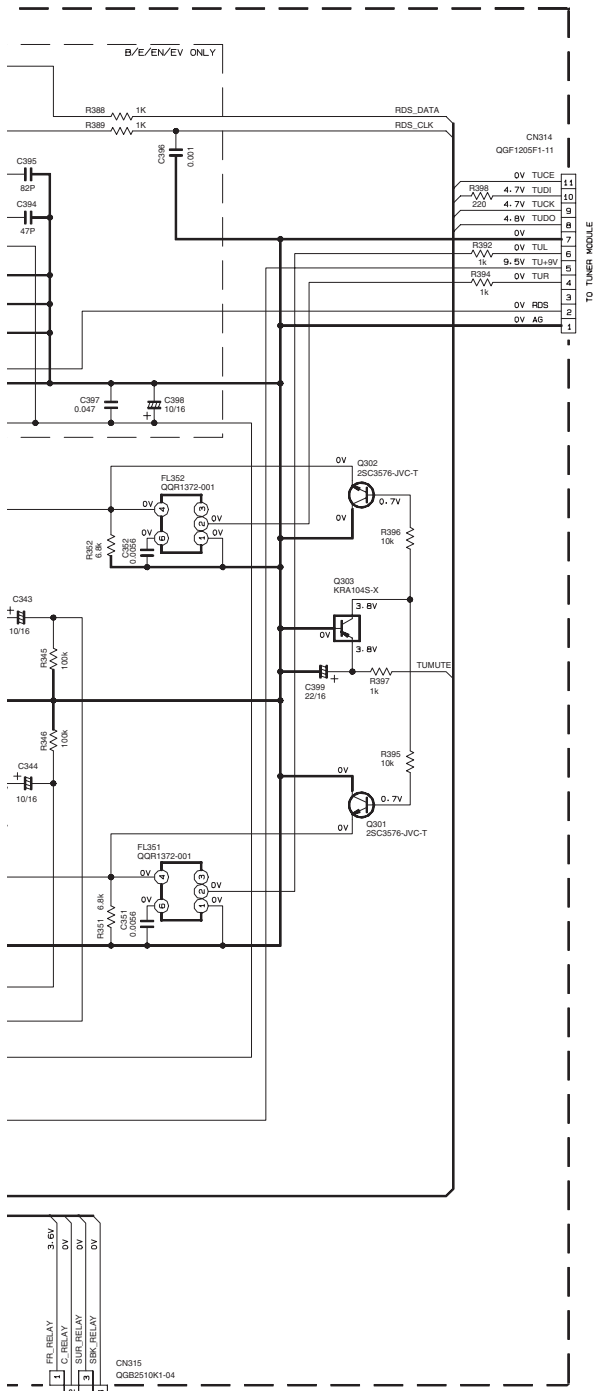 B/E/EN/EV ONLY
R388 1K RDS_DATA
R389 1K RDS_CLK
CN314
QGF1205F1-11
C395
82P
C396
0.001
C394
47P
0V TUCE 11
R398
220
4.7V TUDI 10
4.7V TUCK 9
4.8V TUDO 8
0V 7
R392
1k
0V TUL 6
9.5V TU+9V 5
R394
1k
0V TUR 4
3
0V RDS 2
0V AG 1
TO TUNER MODULE
C397
0.047
C398
10/16
+
0V
Q302
2SC3576-JVC-T
0.7V
0V
FL352
QQR1372-001
0V 4 3
2 0V
0V 6 1 0V
R352
6.8k
C352
0.0056
R396
10k
Q303
KRA104S-X
3.8V
0V
3.8V
C343
+
10/16
R345
100k
TUMUTE
C399
22/16
+
R397
1k
R346
100k
C344
+
10/16
R395
10k
0V
0.7V
Q301
2SC3576-JVC-T
0V
FL351
QQR1372-001
0V 4 3
2 0V
0V 6 1 0V
R351 6.8k
C351
0.0056
3.6V
0V
0V
0V
FR_RELAY
C_RELAY
SUR_RELAY
SBK_RELAY
1
3
CN315
QGB2510K1-04